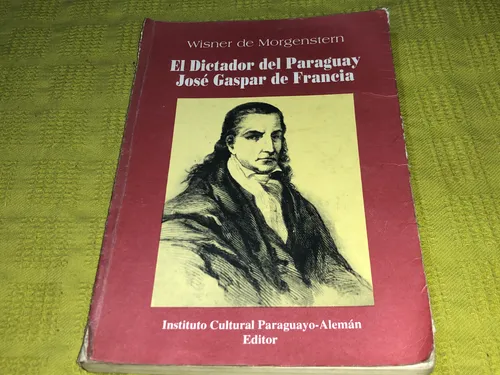 Wisner de Morgenstern
El Dictador del Paraguay
José Gaspar de Francia
Instituto Cultural Paraguayo-Alemán
Editor